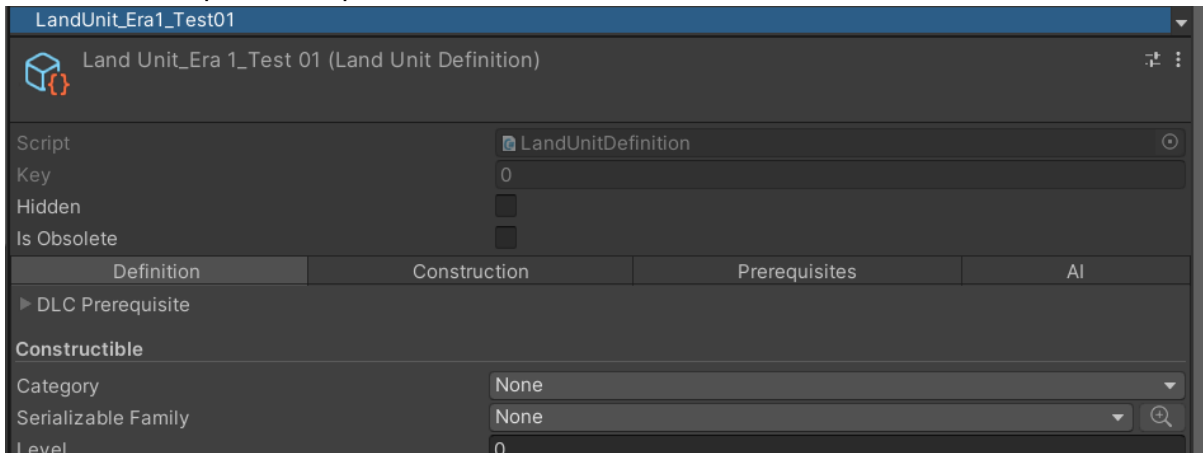 LandUnit_Era1_Test01
Land Unit_Era 1_Test 01 (Land Unit Definition)
Script LandUnitDefinition
Key 0
Hidden
Is Obsolete
Definition Construction Prerequisites AI
DLC Prerequisite
Constructible
Category None
Serializable Family None
Level 0